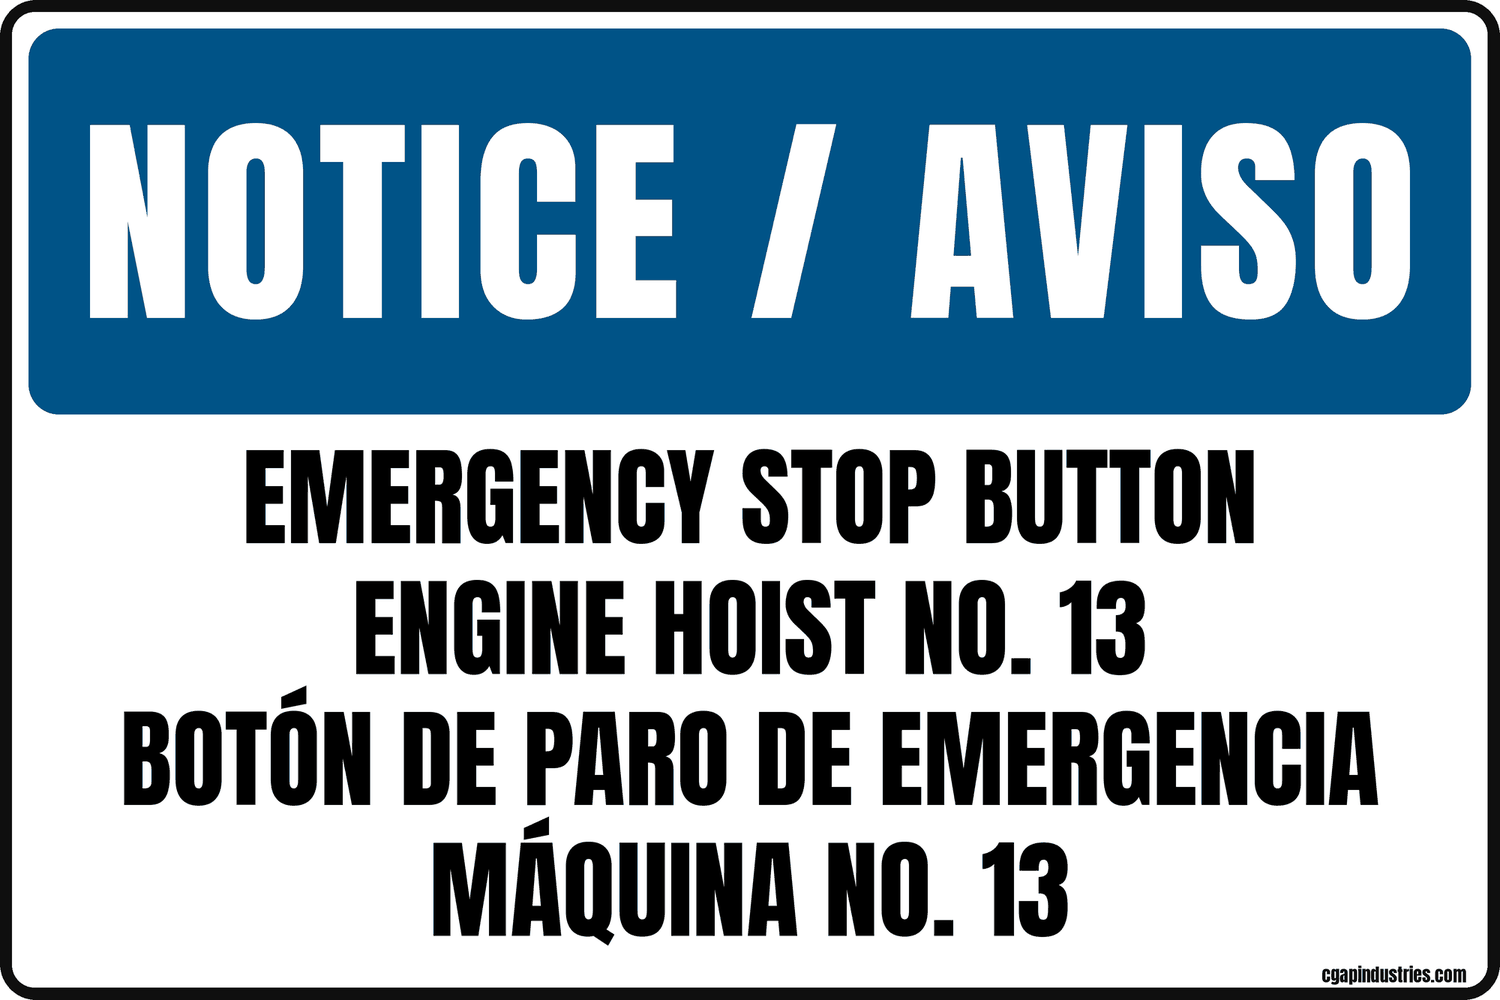 NOTICE / AVISO
EMERGENCY STOP BUTTON
ENGINE HOIST NO. 13
BOTÓN DE PARO DE EMERGENCIA
MÁQUINA NO. 13
cgapindustries.com